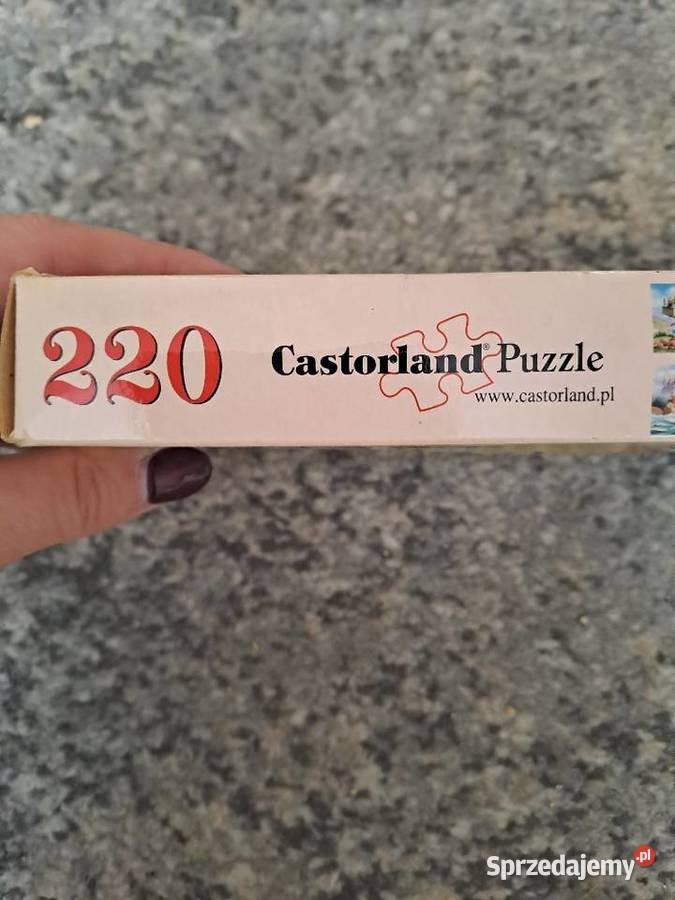 220
Castorland® Puzzle
www.castorland.pl
Sprzedajemy.pl